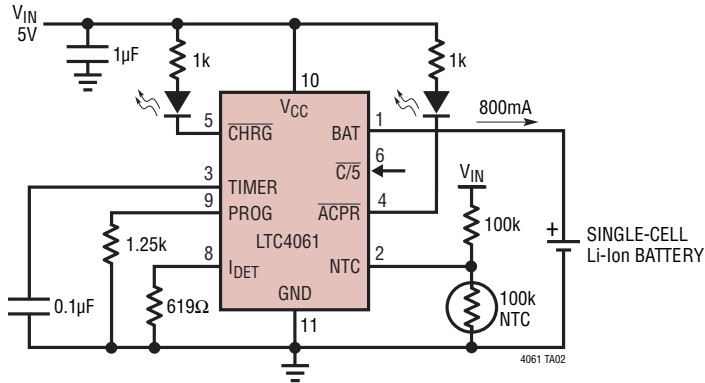 VIN
5V
1µF
1k
1k
10
VCC
800mA
5
CHRG
BAT
1
C/5
6
3
TIMER
9
PROG
ACPR
4
VIN
100k
1.25k
LTC4061
8
IDET
NTC
2
+
SINGLE-CELL
Li-Ion BATTERY
0.1µF
619Ω
GND
11
100k
NTC
4061 TA02